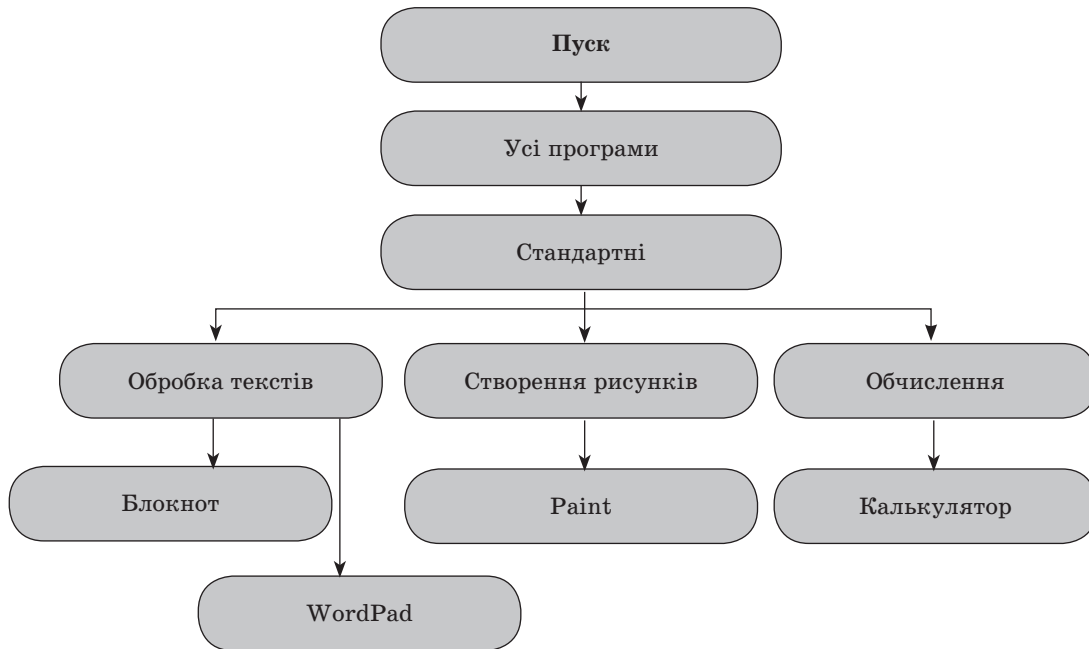 Пуск
Усі програми
Стандартні
Обробка текстів
Створення рисунків
Обчислення
Блокнот
Paint
Калькулятор
WordPad